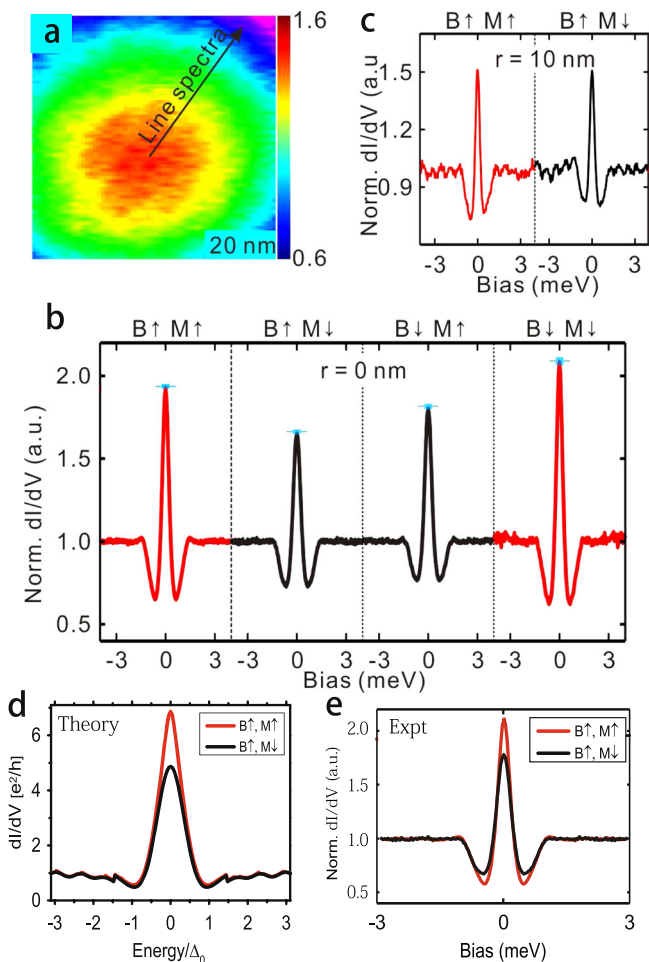 a
Line spectra
20 nm
1.6
0.6
c
B↑ M↑ B↑ M↓
r = 10 nm
Norm. dI/dV (a.u
1.5
1.2
0.9
-3 0 3 -3 0 3
Bias (meV)
b
B↑ M↑ B↑ M↓ B↓ M↑ B↓ M↓
r = 0 nm
Norm. dI/dV (a.u.)
2.0
1.5
1.0
0.5
-3 0 3 -3 0 3 -3 0 3 -3 0 3
Bias (meV)
d
Theory
B↑, M↑
B↑, M↓
dI/dV [e²/h]
6
4
2
0
-3 -2 -1 0 1 2 3
Energy/Δ₀
e
Expt
B↑, M↑
B↑, M↓
Norm. dI/dV (a.u.)
2.0
1.5
1.0
0.5
-3 0 3
Bias (meV)